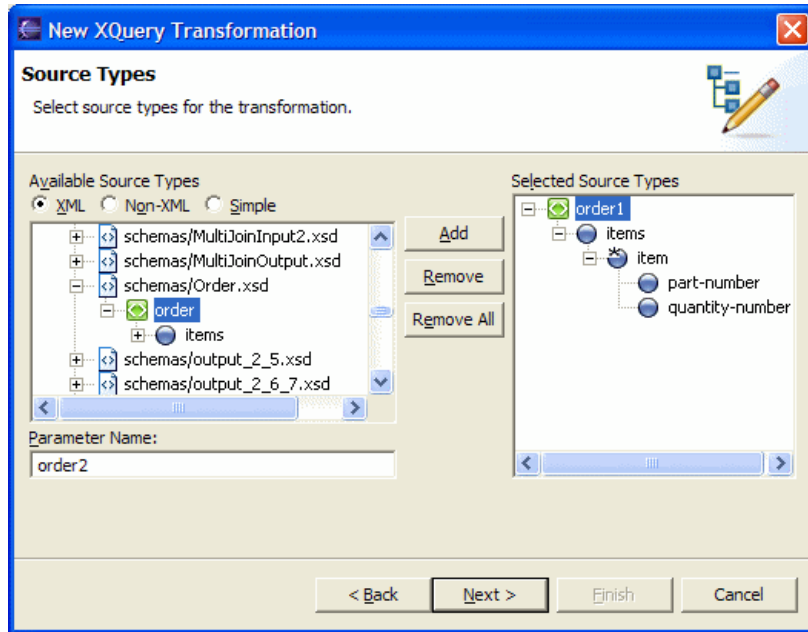 New XQuery Transformation
Source Types
Select source types for the transformation.
Available Source Types
XML Non-XML Simple
schemas/MultiJoinInput2.xsd
schemas/MultiJoinOutput.xsd
schemas/Order.xsd
order
items
schemas/output_2_5.xsd
schemas/output_2_6_7.xsd
Parameter Name:
order2
Add
Remove
Remove All
Selected Source Types
order1
items
item
part-number
quantity-number
< Back Next > Finish Cancel